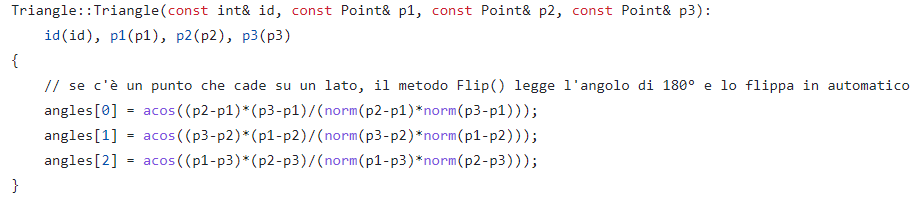 Triangle::Triangle(const int& id, const Point& p1, const Point& p2, const Point& p3):
    id(id), p1(p1), p2(p2), p3(p3)
{
    // se c'è un punto che cade su un lato, il metodo Flip() legge l'angolo di 180° e lo flippa in automatico
    angles[0] = acos((p2-p1)*(p3-p1)/(norm(p2-p1)*norm(p3-p1)));
    angles[1] = acos((p3-p2)*(p1-p2)/(norm(p3-p2)*norm(p1-p2)));
    angles[2] = acos((p1-p3)*(p2-p3)/(norm(p1-p3)*norm(p2-p3)));
}